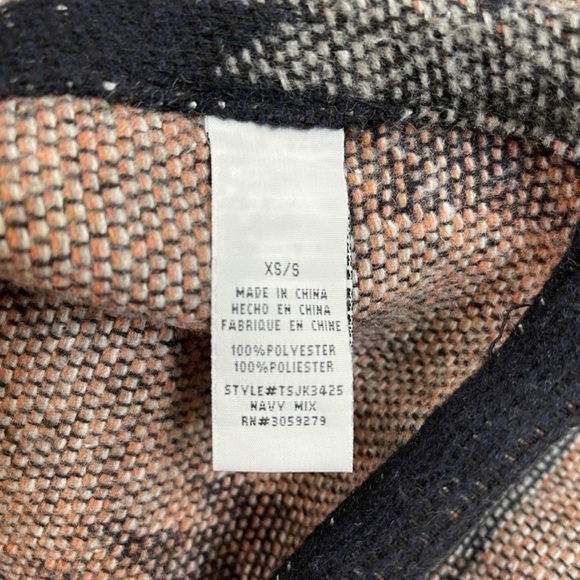 XS/S
MADE IN CHINA
HECHO EN CHINA
FABRIQUE EN CHINE
100%POLYESTER
100%POLIESTER
STYLE#TSJK3425
NAVY MIX
RN#3059279